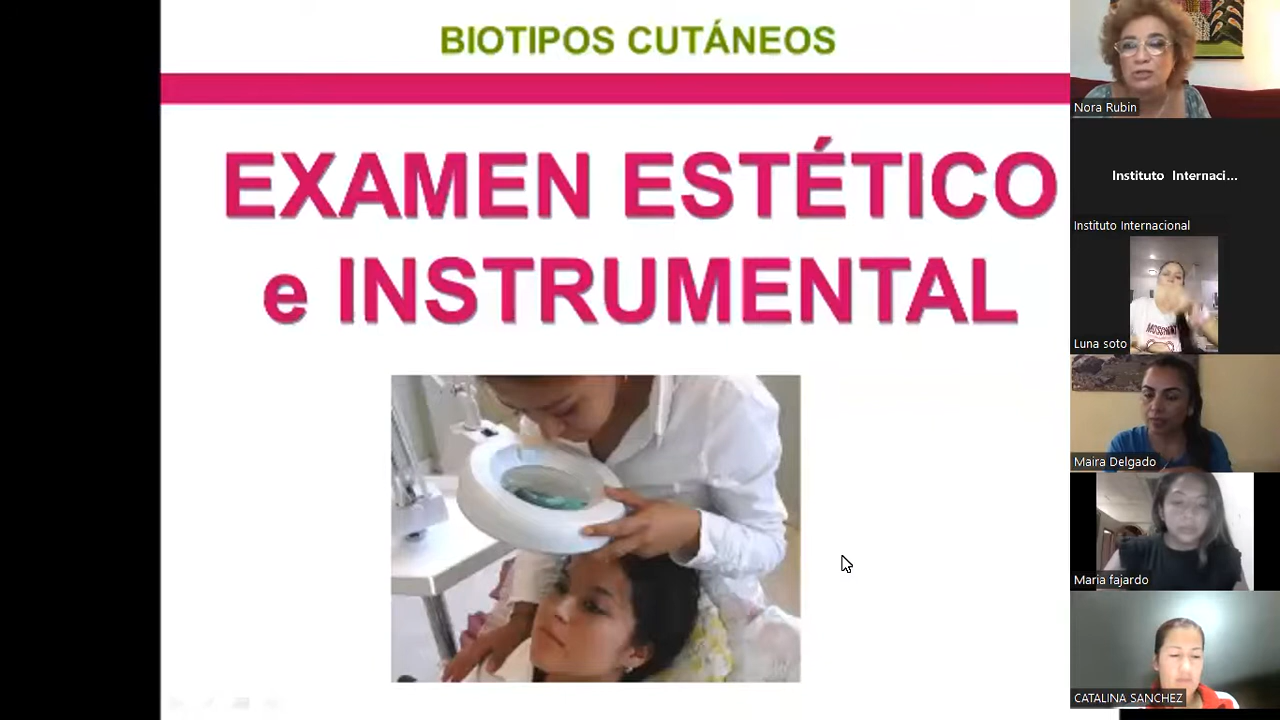 BIOTIPOS CUTÁNEOS
EXAMEN ESTÉTICO
e INSTRUMENTAL
Nora Rubin
Instituto Internaci...
Instituto Internacional
Luna soto
Maira Delgado
Maria fajardo
CATALINA SANCHEZ